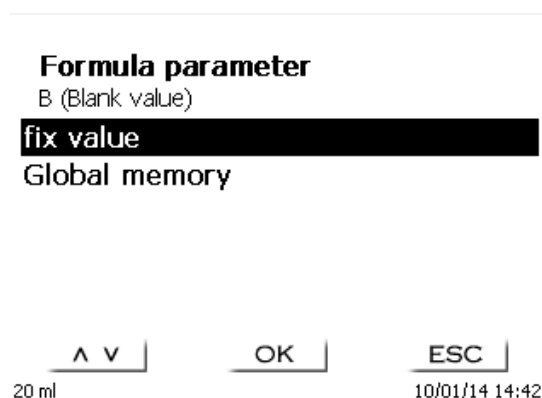 Formula parameter
B (Blank value)
fix value
Global memory
∧ ∨ OK ESC
20 ml 10/01/14 14:42